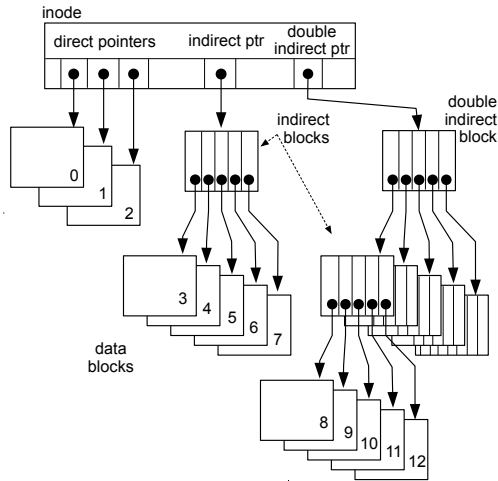 inode
direct pointers
indirect ptr
double
indirect ptr
indirect
blocks
double
indirect
block
0
1
2
3
4
5
6
7
data
blocks
8
9
10
11
12